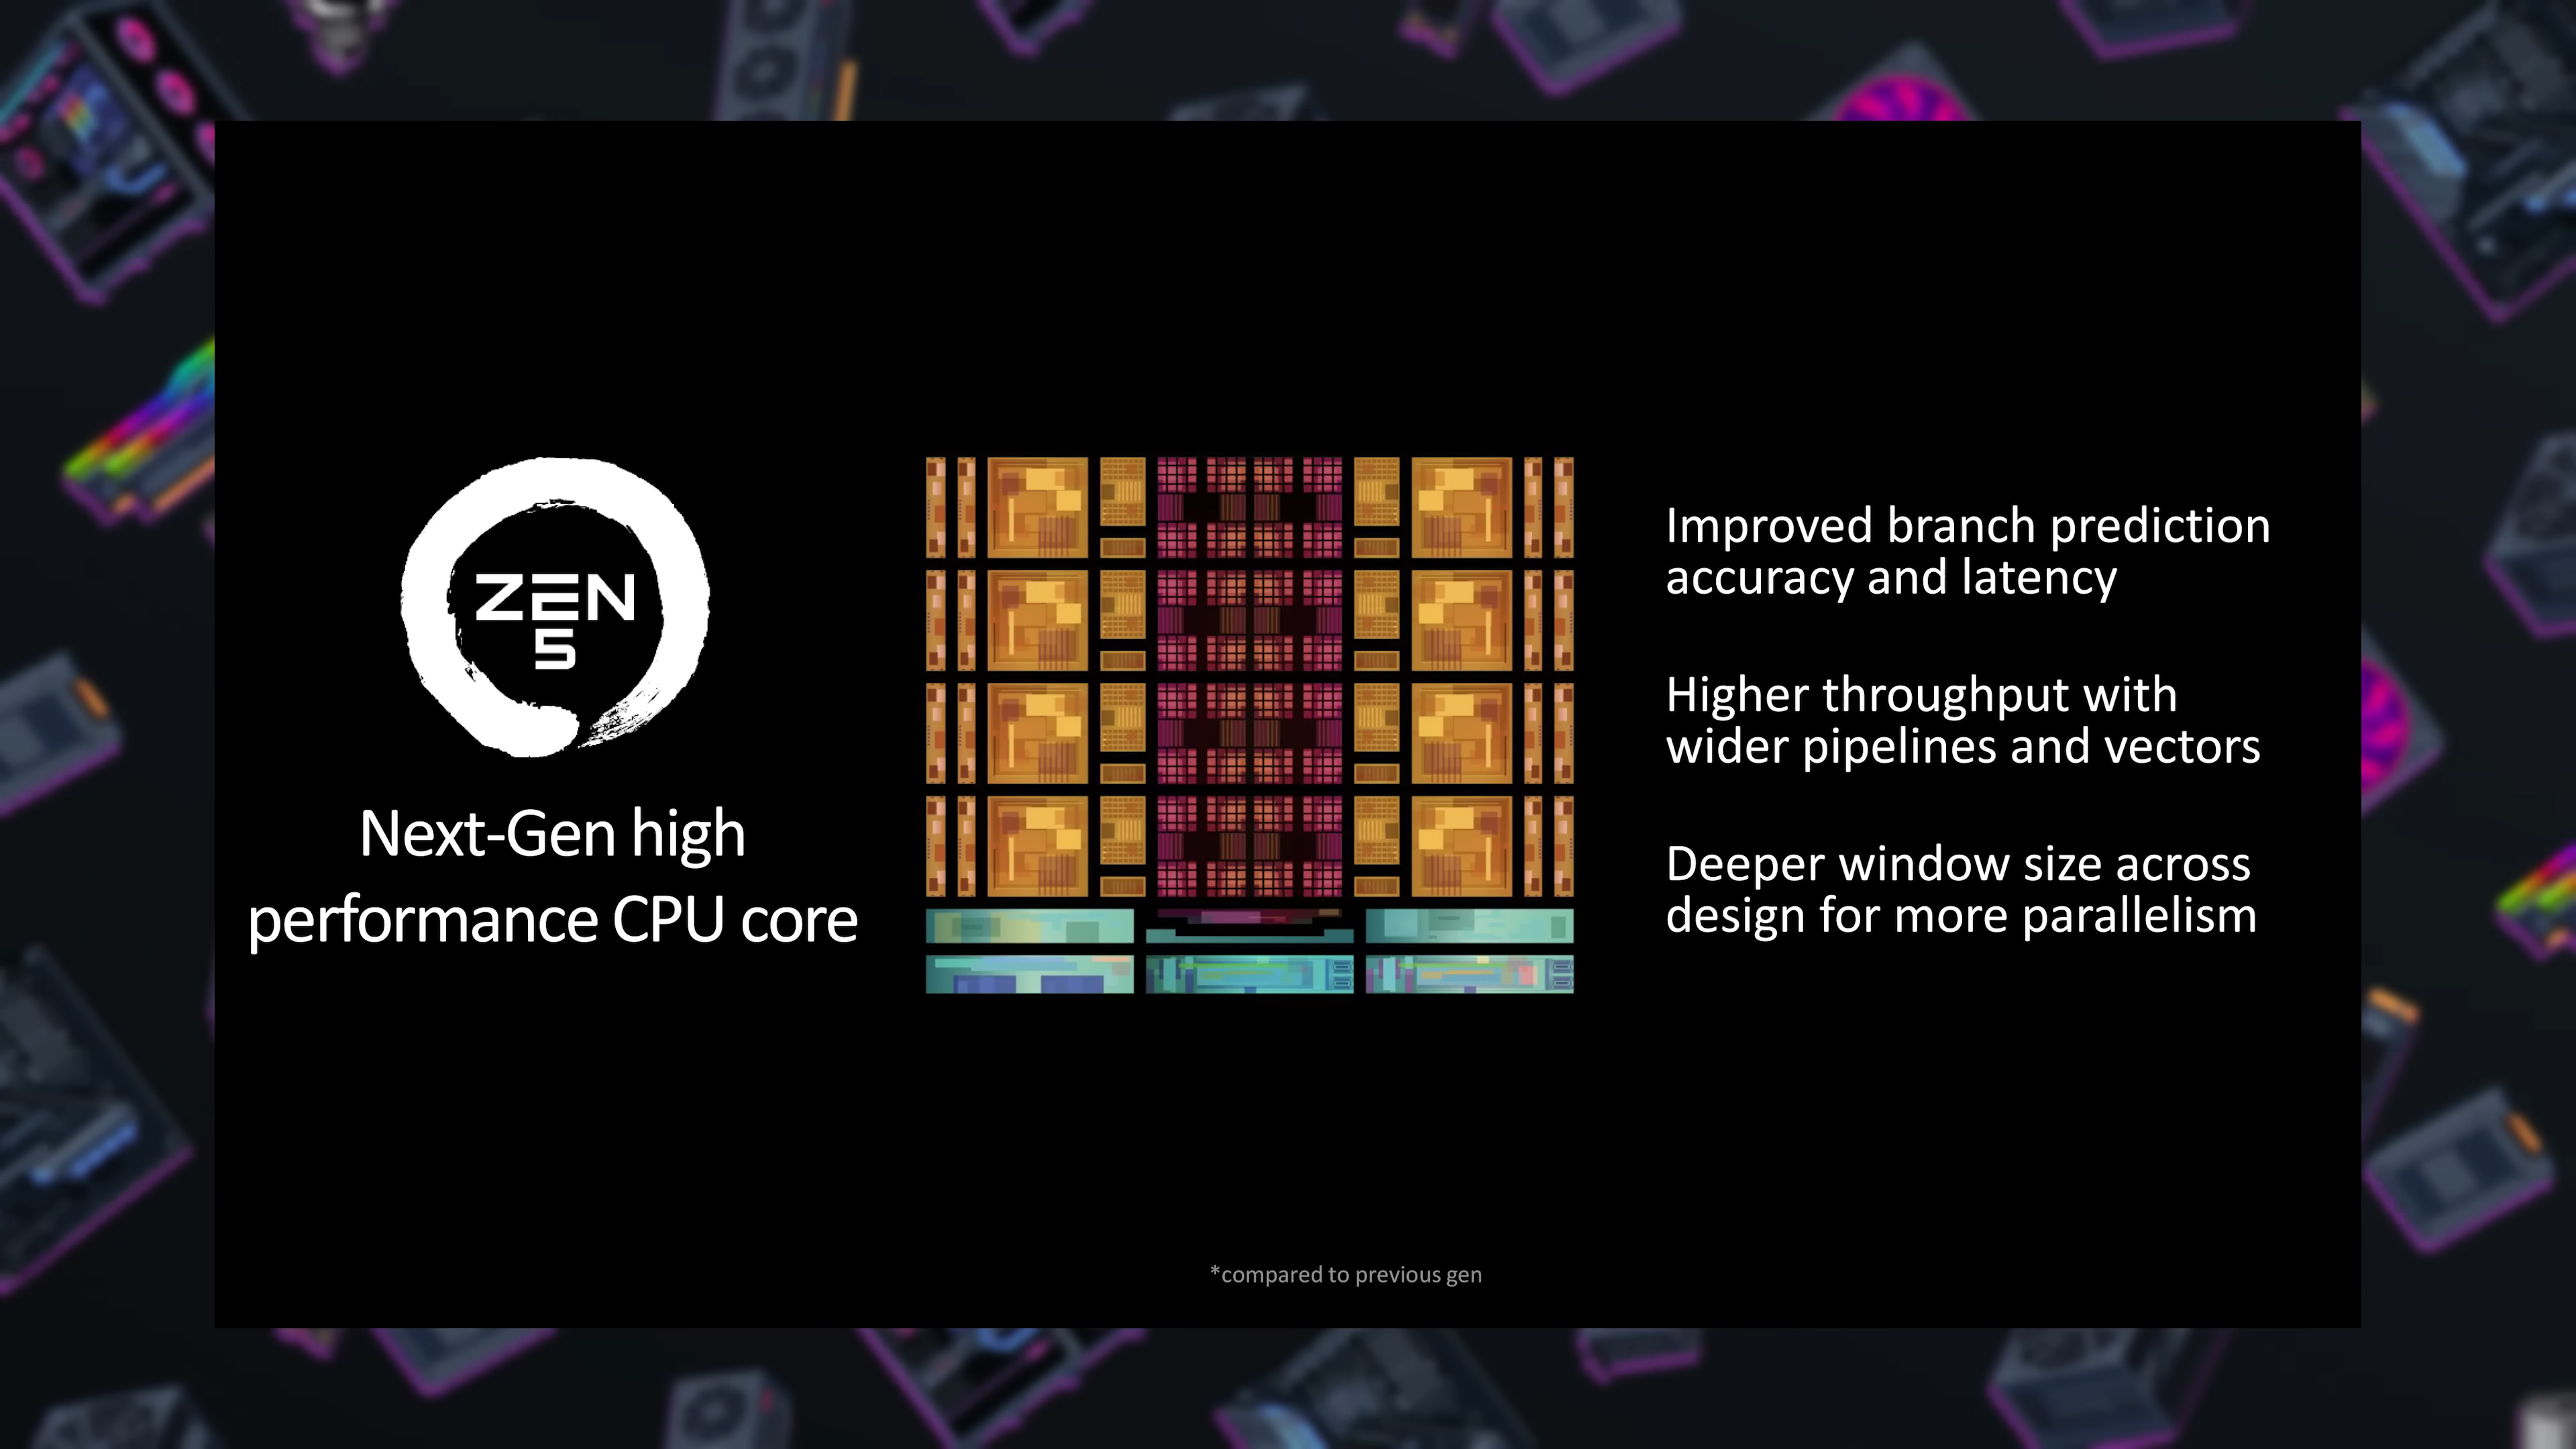 ZEN
5
Next-Gen high
performance CPU core
Improved branch prediction
accuracy and latency
Higher throughput with
wider pipelines and vectors
Deeper window size across
design for more parallelism
*compared to previous gen